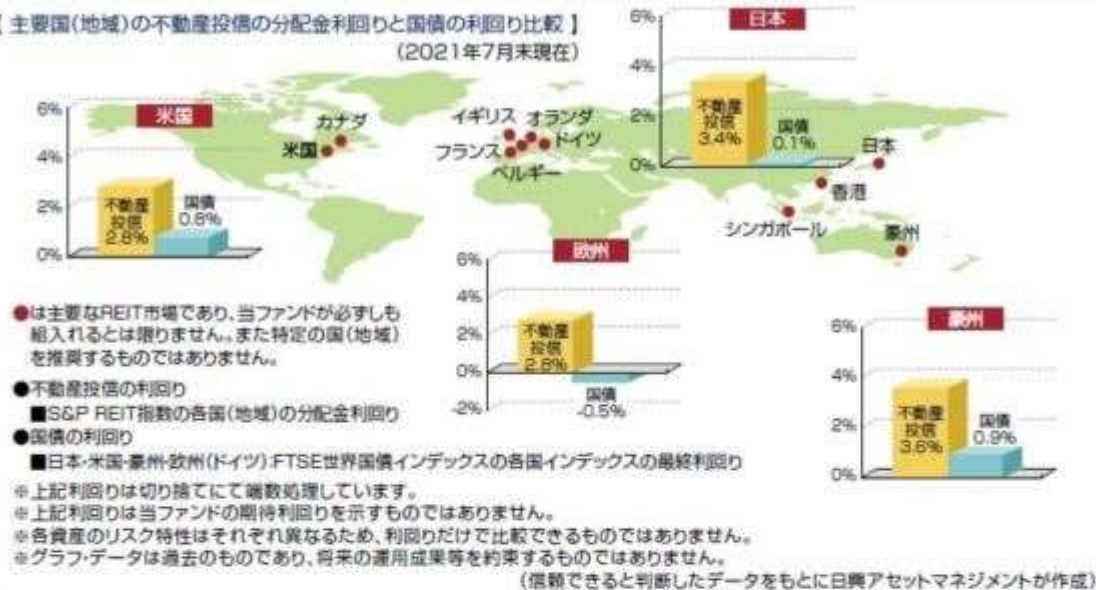 【 主要国(地域)の不動産投信の分配金利回りと国債の利回り比較 】
(2021年7月末現在)
米国
6%
4%
2%
0%
不動産
投信
2.8%
国債
0.8%
カナダ
米国
イギリス
オランダ
フランス
ドイツ
ベルギー
日本
6%
4%
2%
0%
不動産
投信
3.4%
国債
0.1%
日本
香港
シンガポール
豪州
欧州
6%
4%
2%
0%
-2%
不動産
投信
2.8%
国債
-0.5%
豪州
6%
4%
2%
0%
不動産
投信
3.6%
国債
0.9%
●は主要なREIT市場であり、当ファンドが必ずしも
組入れるとは限りません。また特定の国(地域)
を推奨するものではありません。
●不動産投信の利回り
■S&P REIT指数の各国(地域)の分配金利回り
●国債の利回り
■日本・米国・豪州・欧州(ドイツ):FTSE世界国債インデックスの各国インデックスの最終利回り
※上記利回りは切り捨てにて端数処理しています。
※上記利回りは当ファンドの期待利回りを示すものではありません。
※各資産のリスク特性はそれぞれ異なるため、利回りだけで比較できるものではありません。
※グラフ・データは過去のものであり、将来の運用成果等を約束するものではありません。
(信頼できると判断したデータをもとに日興アセットマネジメントが作成)